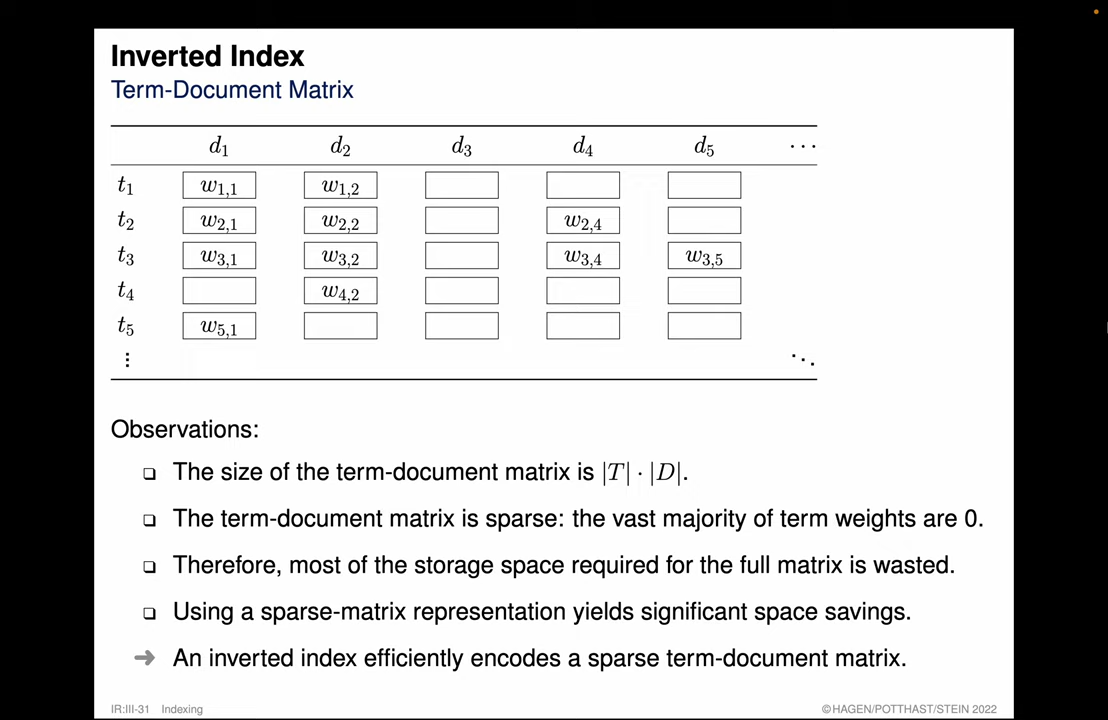 Inverted Index
Term-Document Matrix
d1 d2 d3 d4 d5 ···
t1 w1,1 w1,2
t2 w2,1 w2,2 w2,4
t3 w3,1 w3,2 w3,4 w3,5
t4 w4,2
t5 w5,1
⋮ ⋱
Observations:
❑ The size of the term-document matrix is |T| · |D|.
❑ The term-document matrix is sparse: the vast majority of term weights are 0.
❑ Therefore, most of the storage space required for the full matrix is wasted.
❑ Using a sparse-matrix representation yields significant space savings.
➜ An inverted index efficiently encodes a sparse term-document matrix.
IR:III-31 Indexing ©HAGEN/POTTHAST/STEIN 2022